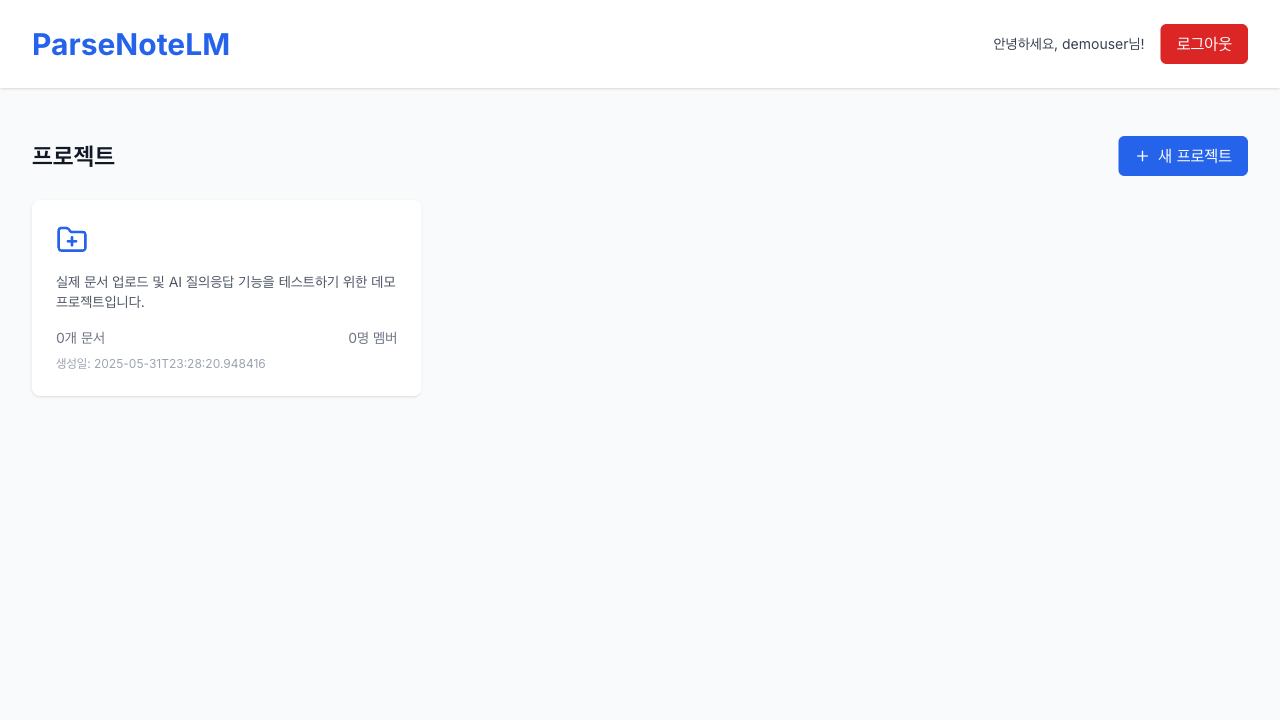 ParseNoteLM
안녕하세요, demouser님!
로그아웃
프로젝트
+ 새 프로젝트
실제 문서 업로드 및 AI 질의응답 기능을 테스트하기 위한 데모
프로젝트입니다.
0개 문서
0명 멤버
생성일: 2025-05-31T23:28:20.948416